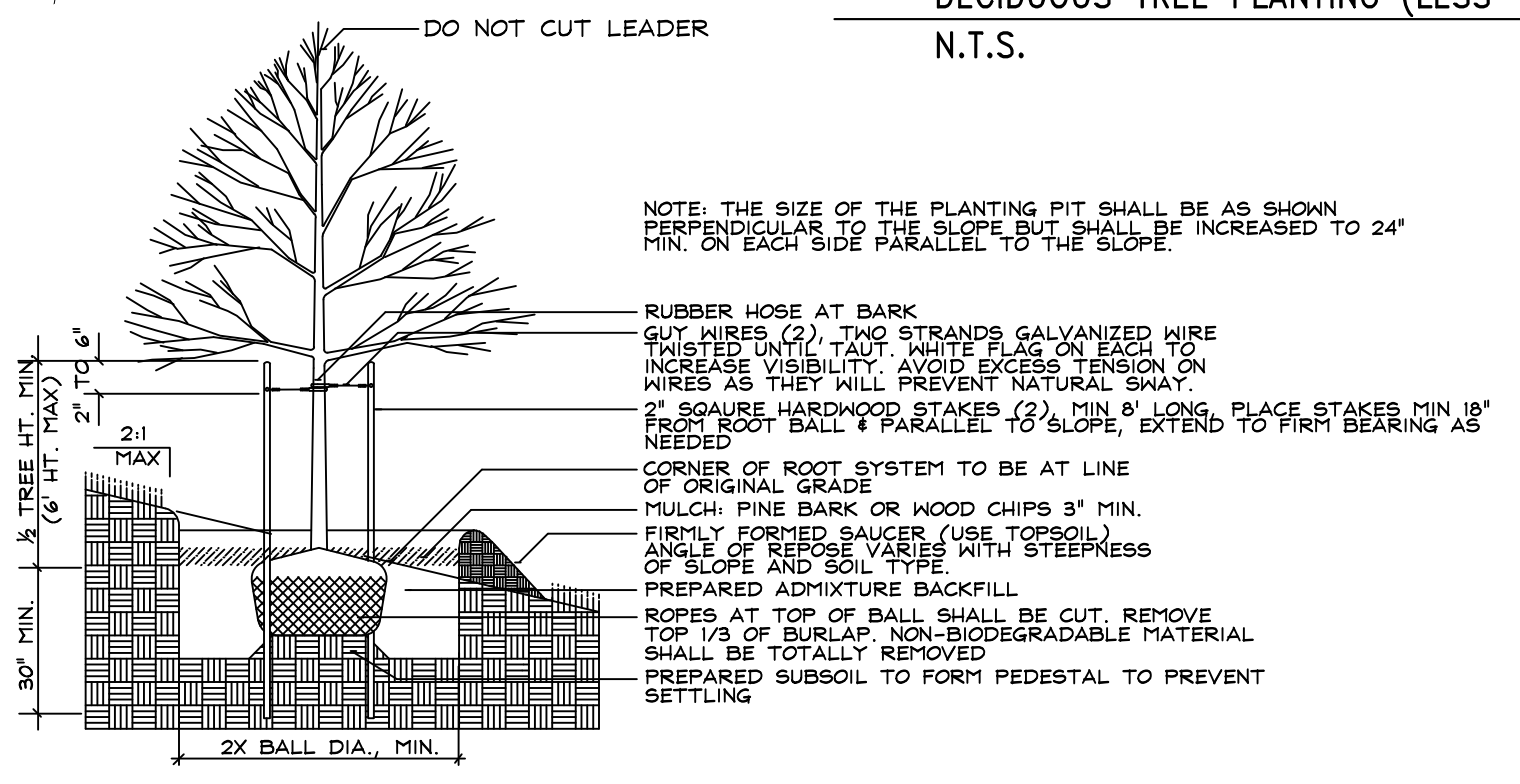 DECIDUOUS TREE PLANTING (LESS
N.T.S.
DO NOT CUT LEADER
NOTE: THE SIZE OF THE PLANTING PIT SHALL BE AS SHOWN
PERPENDICULAR TO THE SLOPE BUT SHALL BE INCREASED TO 24"
MIN. ON EACH SIDE PARALLEL TO THE SLOPE.
RUBBER HOSE AT BARK
GUY WIRES (2), TWO STRANDS GALVANIZED WIRE
TWISTED UNTIL TAUT. WHITE FLAG ON EACH TO
INCREASE VISIBILITY. AVOID EXCESS TENSION ON
WIRES AS THEY WILL PREVENT NATURAL SWAY.
2" SQAURE HARDWOOD STAKES (2), MIN 8' LONG, PLACE STAKES MIN 18"
FROM ROOT BALL & PARALLEL TO SLOPE, EXTEND TO FIRM BEARING AS
NEEDED
CORNER OF ROOT SYSTEM TO BE AT LINE
OF ORIGINAL GRADE
MULCH: PINE BARK OR WOOD CHIPS 3" MIN.
FIRMLY FORMED SAUCER (USE TOPSOIL)
ANGLE OF REPOSE VARIES WITH STEEPNESS
OF SLOPE AND SOIL TYPE.
PREPARED ADMIXTURE BACKFILL
ROPES AT TOP OF BALL SHALL BE CUT. REMOVE
TOP 1/3 OF BURLAP. NON-BIODEGRADABLE MATERIAL
SHALL BE TOTALLY REMOVED
PREPARED SUBSOIL TO FORM PEDESTAL TO PREVENT
SETTLING
½ TREE HT. MIN
(6' HT. MAX)
2" TO 6"
2:1
MAX
30" MIN.
2X BALL DIA., MIN.